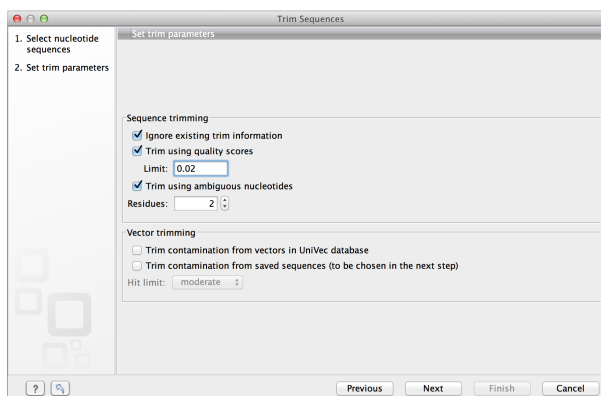 Trim Sequences
1. Select nucleotide
sequences
2. Set trim parameters
Set trim parameters
Sequence trimming
Ignore existing trim information
Trim using quality scores
Limit: 0.02
Trim using ambiguous nucleotides
Residues: 2
Vector trimming
Trim contamination from vectors in UniVec database
Trim contamination from saved sequences (to be chosen in the next step)
Hit limit: moderate
? Previous Next Finish Cancel